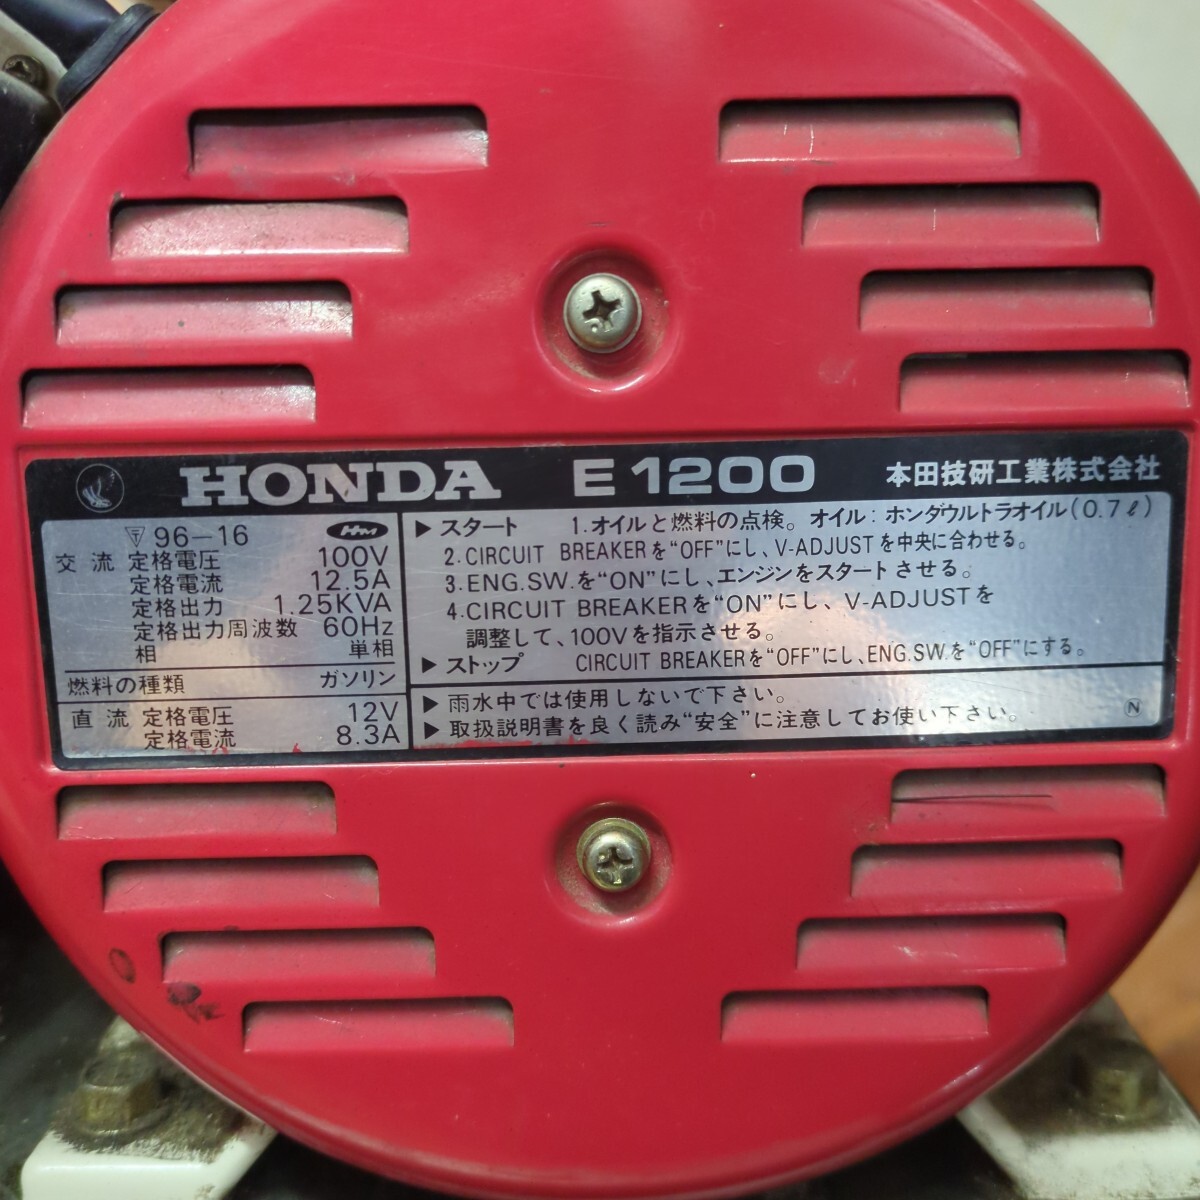 HONDA E1200 本田技研工業株式会社
〒96-16 HM
交流 定格電圧 100V
定格電流 12.5A
定格出力 1.25KVA
定格出力周波数 60Hz
相 単相
燃料の種類 ガソリン
直流 定格電圧 12V
定格電流 8.3A
▶スタート 1.オイルと燃料の点検。オイル:ホンダウルトラオイル(0.7ℓ)
2.CIRCUIT BREAKERを“OFF”にし、V-ADJUSTを中央に合わせる。
3.ENG.SW.を“ON”にし、エンジンをスタートさせる。
4.CIRCUIT BREAKERを“ON”にし、V-ADJUSTを
調整して、100Vを指示させる。
▶ストップ CIRCUIT BREAKERを“OFF”にし、ENG.SW.を“OFF”にする。
▶雨水中では使用しないで下さい。
▶取扱説明書を良く読み“安全”に注意してお使い下さい。
Ⓝ